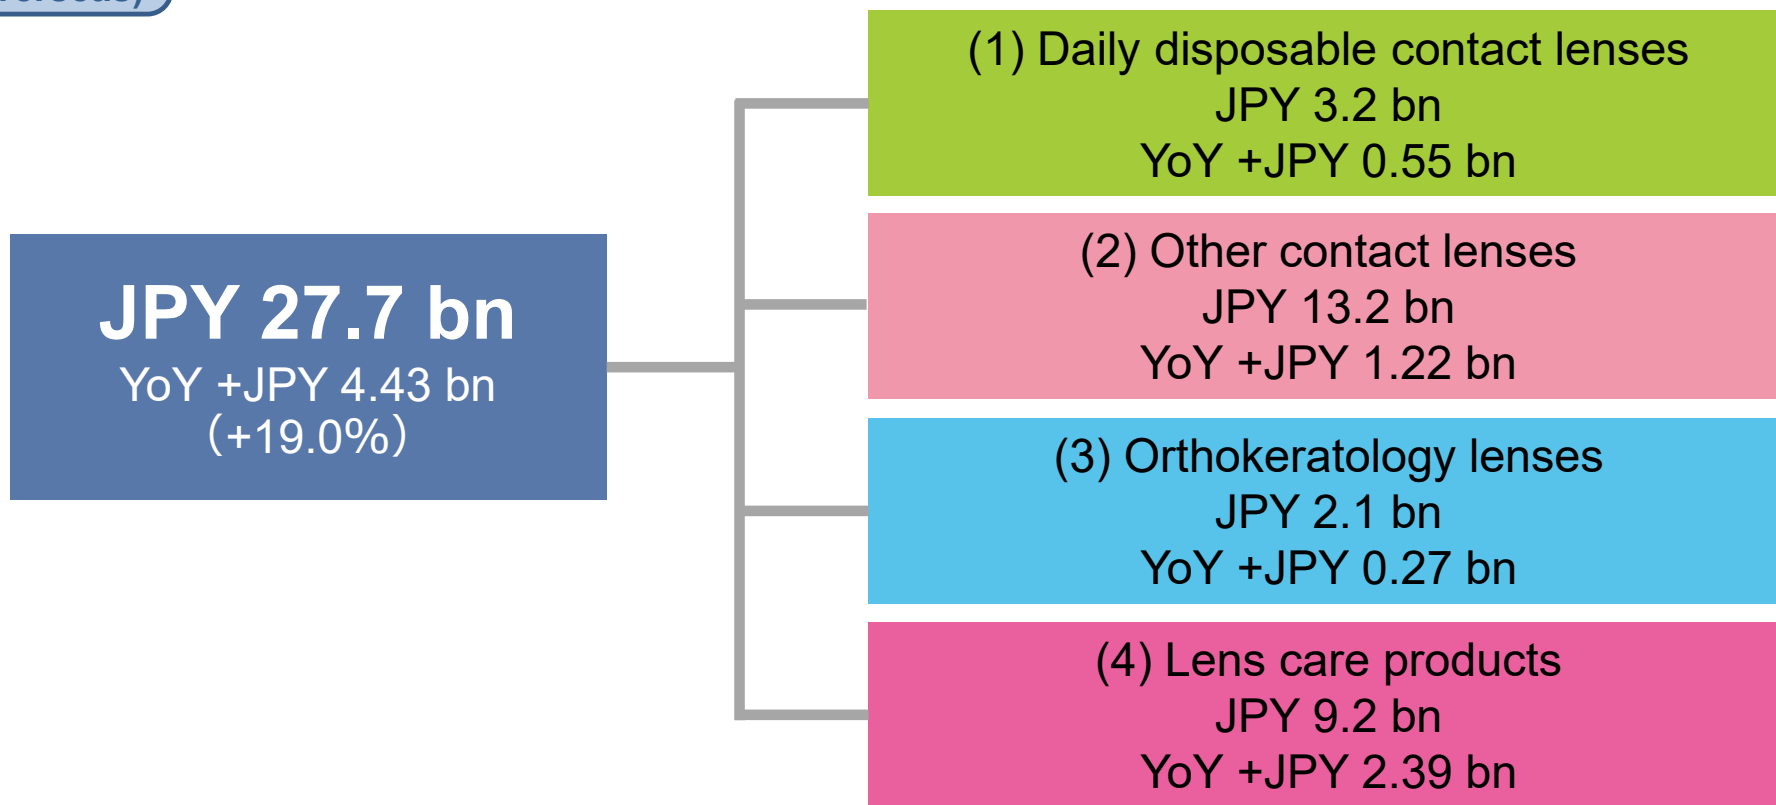 JPY 27.7 bn
YoY +JPY 4.43 bn
（+19.0%）
(1) Daily disposable contact lenses
JPY 3.2 bn
YoY +JPY 0.55 bn
(2) Other contact lenses
JPY 13.2 bn
YoY +JPY 1.22 bn
(3) Orthokeratology lenses
JPY 2.1 bn
YoY +JPY 0.27 bn
(4) Lens care products
JPY 9.2 bn
YoY +JPY 2.39 bn